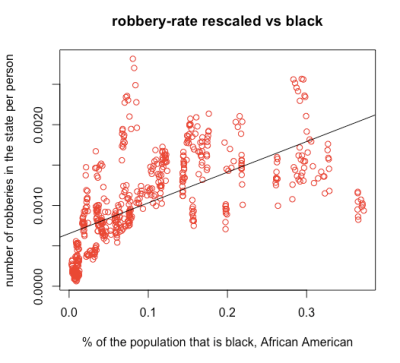 robbery-rate rescaled vs black
number of robberies in the state per person
0.0020
0.0010
0.0000
0.0 0.1 0.2 0.3
% of the population that is black, African American